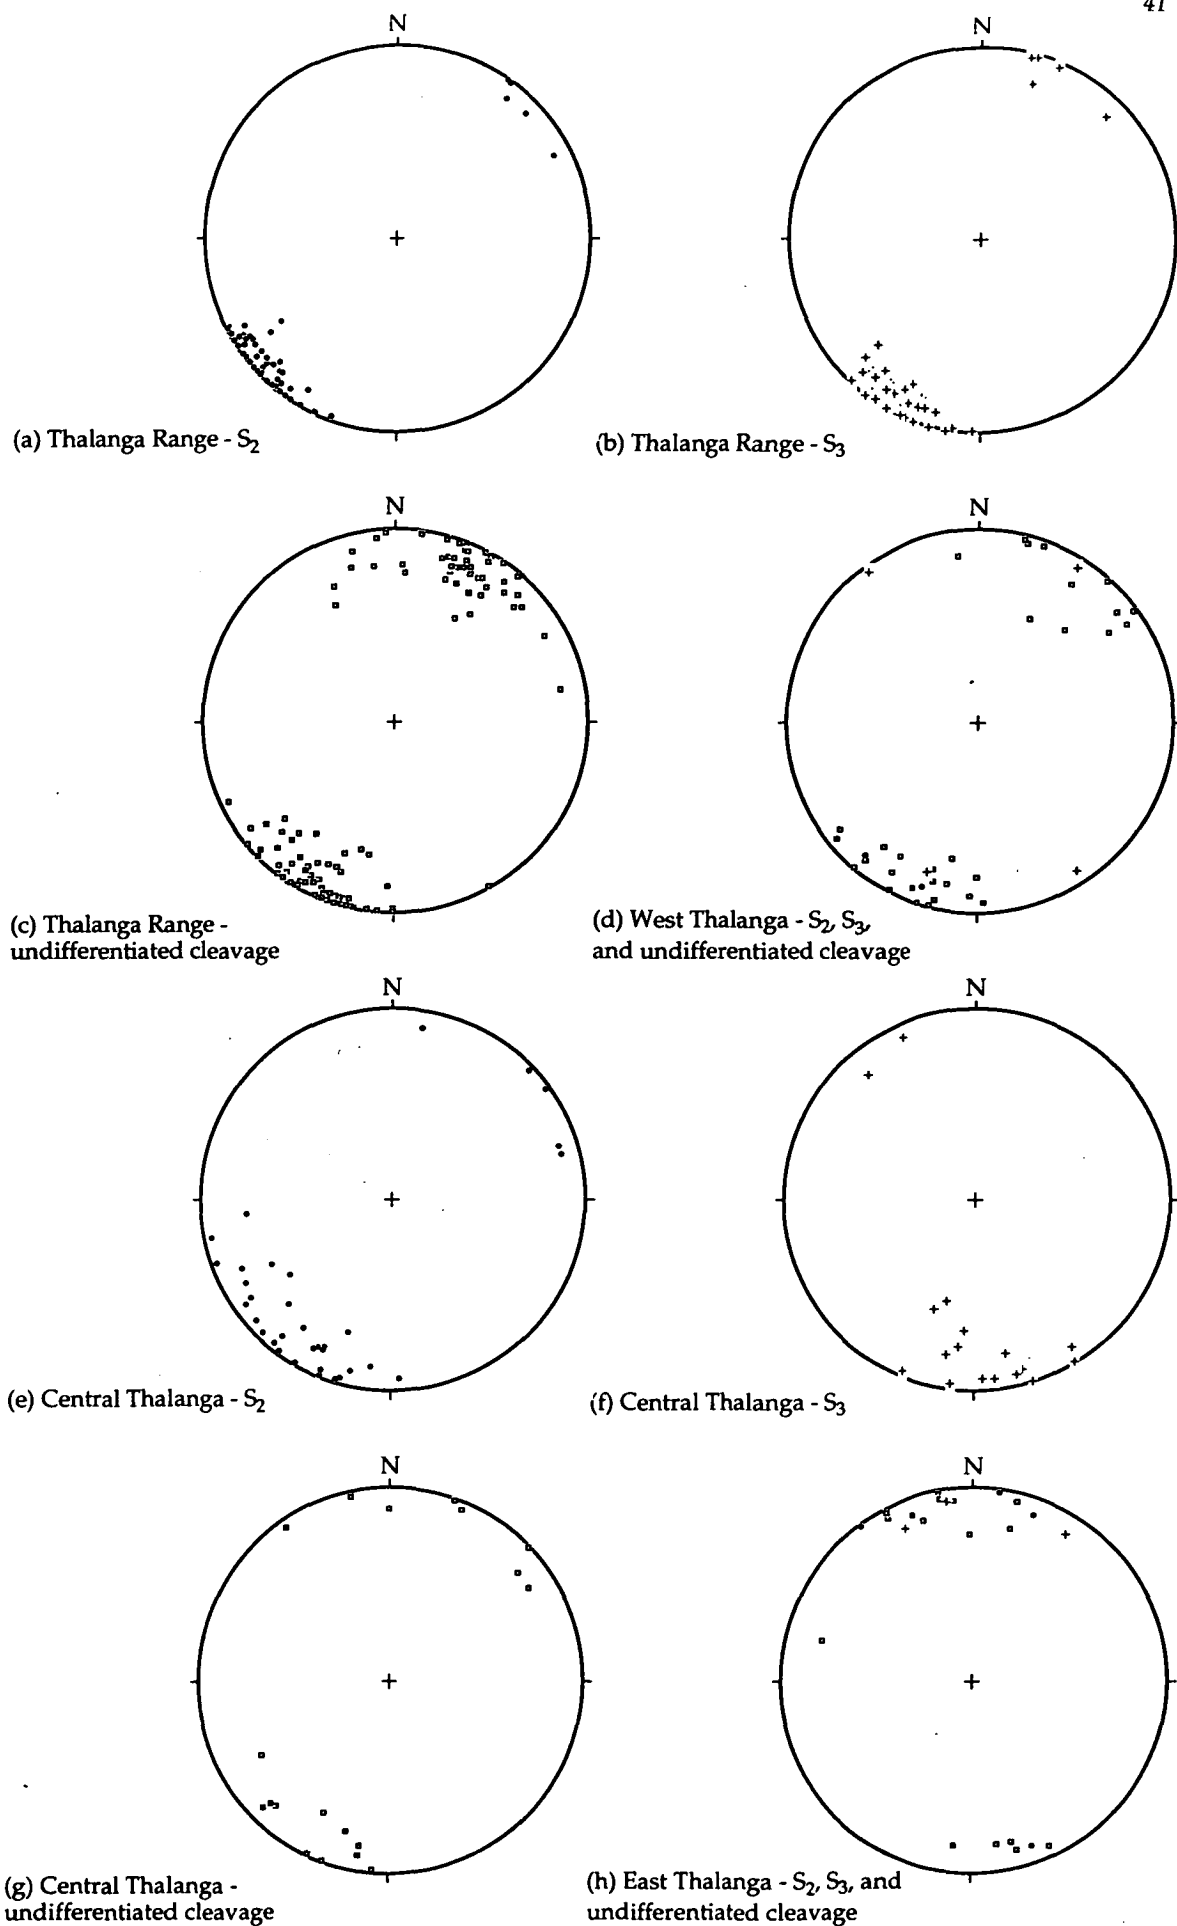 41
N
N
(a) Thalanga Range - S2
(b) Thalanga Range - S3
N
N
(c) Thalanga Range -
undifferentiated cleavage
(d) West Thalanga - S2, S3,
and undifferentiated cleavage
N
N
(e) Central Thalanga - S2
(f) Central Thalanga - S3
N
N
(g) Central Thalanga -
undifferentiated cleavage
(h) East Thalanga - S2, S3, and
undifferentiated cleavage